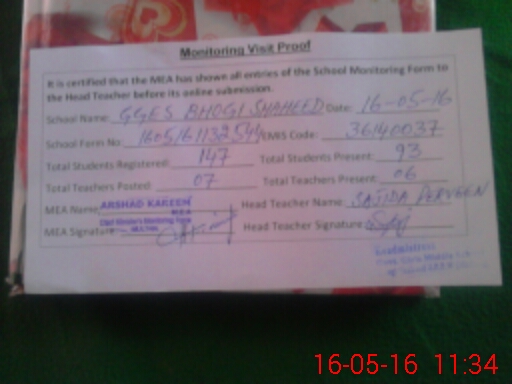 Monitoring Visit Proof
It is certified that the MEA has shown all entries of the School Monitoring Form to
the Head Teacher before its online submission.
School Name: GGES BHOGI SHAHEED Date: 16-05-16
School Form No: EMIS Code: 36140037
Total Students Registered: 147 Total Students Present: 93
Total Teachers Posted: 07 Total Teachers Present: 06
MEA Name: ARSHAD KAREEM Head Teacher Name: SAJIDA PERVEEN
MEA
MEA Signature: Head Teacher Signature:
16-05-16 11:34